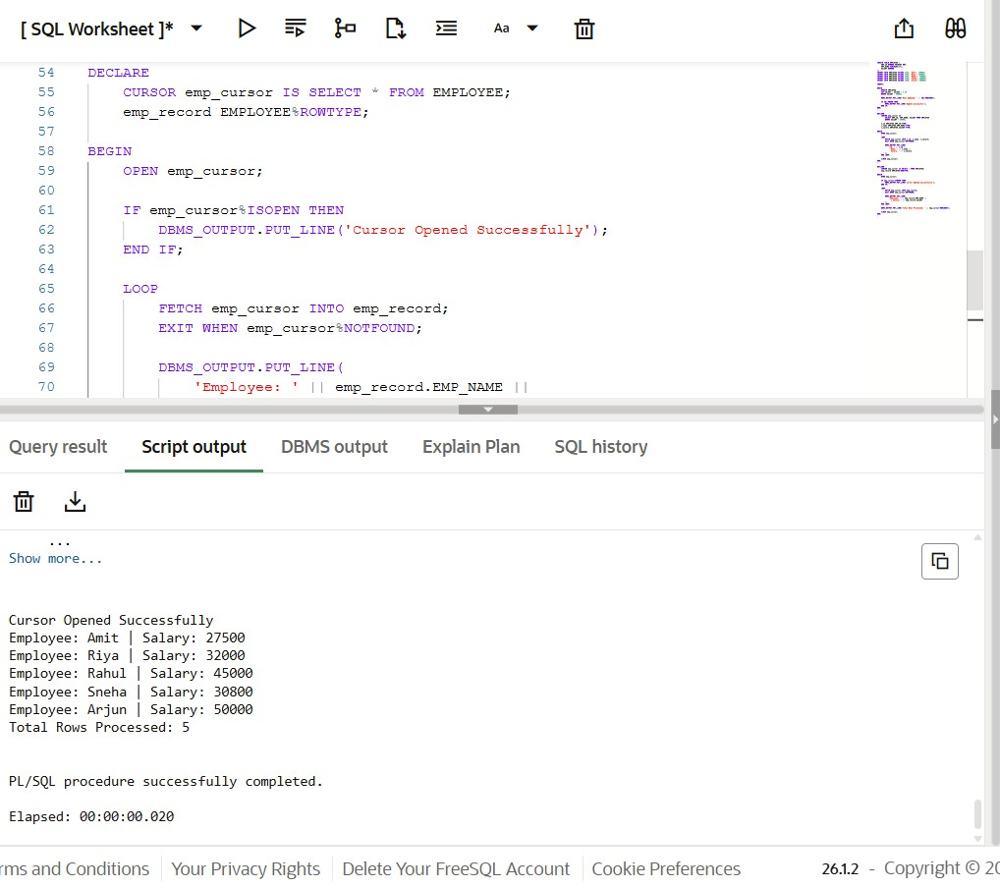 [ SQL Worksheet ]*
Aa
54 DECLARE
55 CURSOR emp_cursor IS SELECT * FROM EMPLOYEE;
56 emp_record EMPLOYEE%ROWTYPE;
57
58 BEGIN
59 OPEN emp_cursor;
60
61 IF emp_cursor%ISOPEN THEN
62 DBMS_OUTPUT.PUT_LINE('Cursor Opened Successfully');
63 END IF;
64
65 LOOP
66 FETCH emp_cursor INTO emp_record;
67 EXIT WHEN emp_cursor%NOTFOUND;
68
69 DBMS_OUTPUT.PUT_LINE(
70 'Employee: ' || emp_record.EMP_NAME ||
Query result Script output DBMS output Explain Plan SQL history
...
Show more...
Cursor Opened Successfully
Employee: Amit | Salary: 27500
Employee: Riya | Salary: 32000
Employee: Rahul | Salary: 45000
Employee: Sneha | Salary: 30800
Employee: Arjun | Salary: 50000
Total Rows Processed: 5
PL/SQL procedure successfully completed.
Elapsed: 00:00:00.020
rms and Conditions Your Privacy Rights Delete Your FreeSQL Account Cookie Preferences 26.1.2 - Copyright © 20